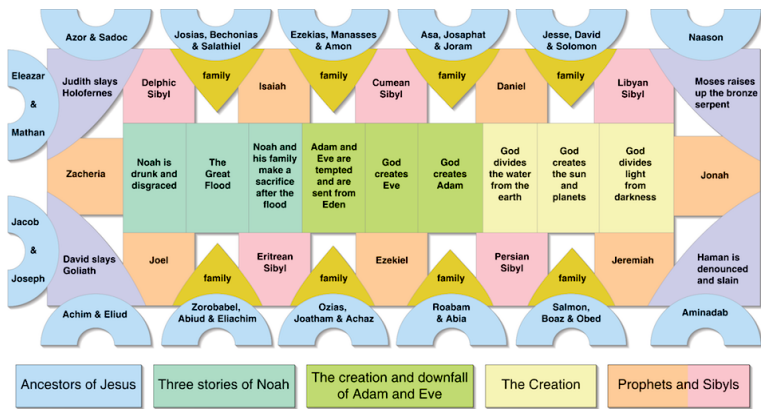 Azor & Sadoc
Josias, Bechonias
& Salathiel
Ezekias, Manasses
& Amon
Asa, Josaphat
& Joram
Jesse, David
& Solomon
Naason
Eleazar
&
Mathan
Judith slays
Holofernes
Delphic
Sibyl
family
Isaiah
family
Cumean
Sibyl
family
Daniel
family
Libyan
Sibyl
Moses raises
up the bronze
serpent
Zacheria
Noah is
drunk and
disgraced
The
Great
Flood
Noah and
his family
make a
sacrifice
after the
flood
Adam and
Eve are
tempted
and are
sent from
Eden
God
creates
Eve
God
creates
Adam
God
divides
the water
from the
earth
God
creates
the sun
and
planets
God
divides
light
from
darkness
Jonah
Jacob
&
Joseph
David slays
Goliath
Joel
family
Eritrean
Sibyl
family
Ezekiel
family
Persian
Sibyl
family
Jeremiah
Haman is
denounced
and slain
Achim & Eliud
Zorobabel,
Abiud & Eliachim
Ozias,
Joatham & Achaz
Roabam
& Abia
Salmon,
Boaz & Obed
Aminadab
Ancestors of Jesus
Three stories of Noah
The creation and downfall
of Adam and Eve
The Creation
Prophets and Sibyls